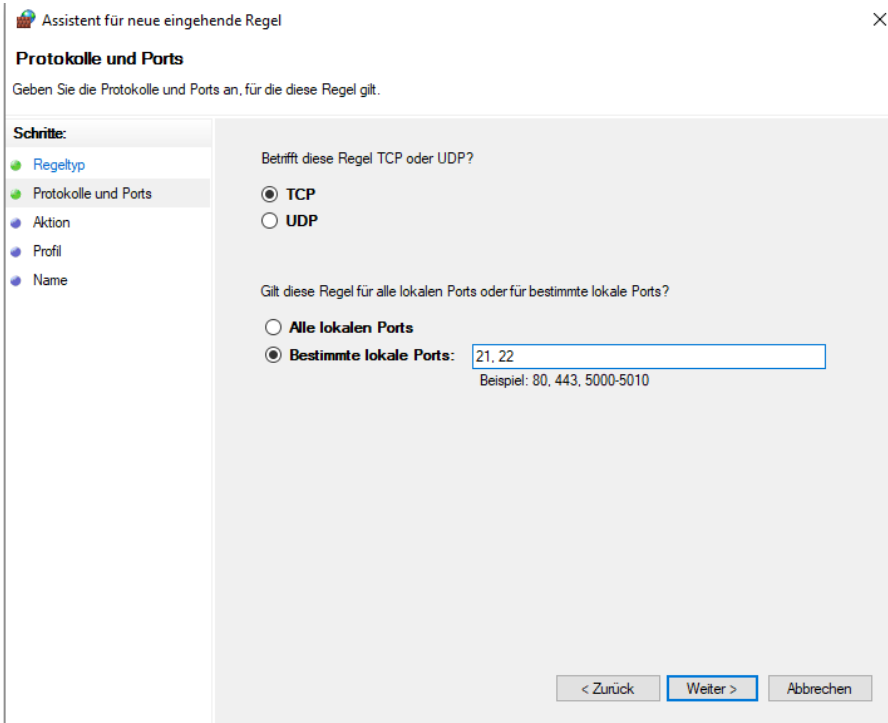 Assistent für neue eingehende Regel
Protokolle und Ports
Geben Sie die Protokolle und Ports an, für die diese Regel gilt.
Schritte:
Regeltyp
Protokolle und Ports
Aktion
Profil
Name
Betrifft diese Regel TCP oder UDP?
TCP
UDP
Gilt diese Regel für alle lokalen Ports oder für bestimmte lokale Ports?
Alle lokalen Ports
Bestimmte lokale Ports: 21, 22
Beispiel: 80, 443, 5000-5010
< Zurück Weiter > Abbrechen